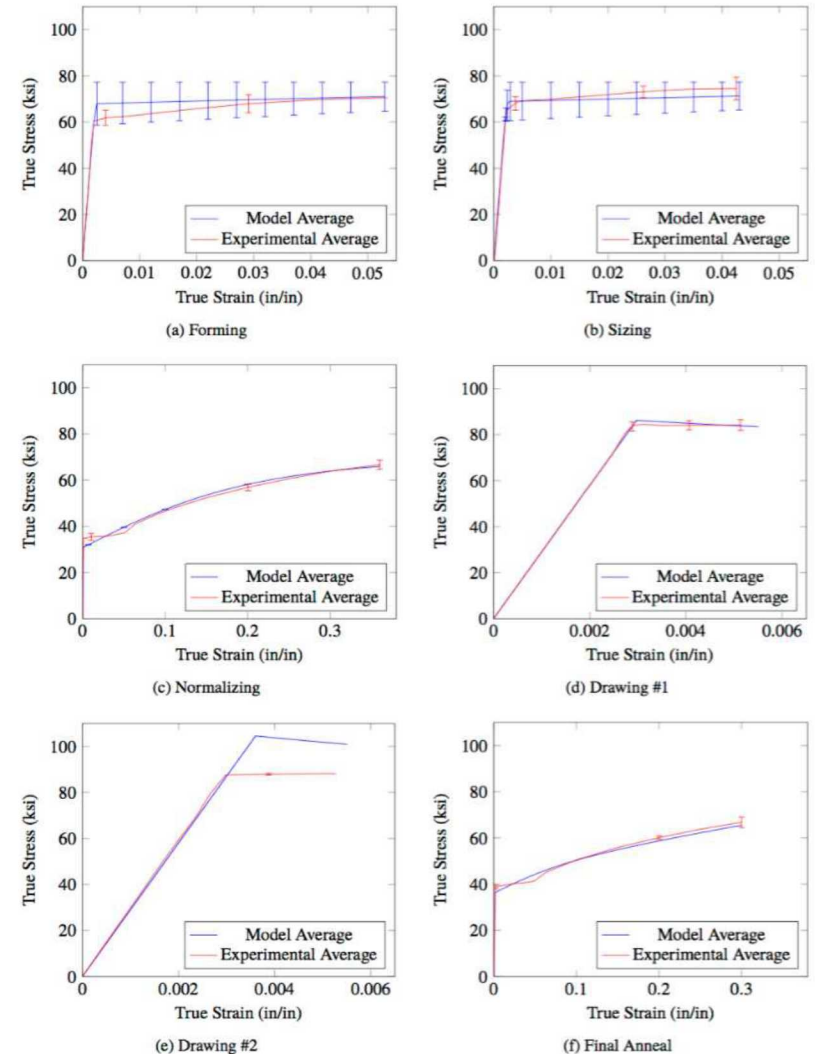 100
80
60
40
20
0
True Stress (ksi)
Model Average
Experimental Average
0 0.01 0.02 0.03 0.04 0.05
True Strain (in/in)
(a) Forming
100
80
60
40
20
0
True Stress (ksi)
Model Average
Experimental Average
0 0.01 0.02 0.03 0.04 0.05
True Strain (in/in)
(b) Sizing
100
80
60
40
20
0
True Stress (ksi)
Model Average
Experimental Average
0 0.1 0.2 0.3
True Strain (in/in)
(c) Normalizing
100
80
60
40
20
0
True Stress (ksi)
Model Average
Experimental Average
0 0.002 0.004 0.006
True Strain (in/in)
(d) Drawing #1
100
80
60
40
20
0
True Stress (ksi)
Model Average
Experimental Average
0 0.002 0.004 0.006
True Strain (in/in)
(e) Drawing #2
100
80
60
40
20
0
True Stress (ksi)
Model Average
Experimental Average
0 0.1 0.2 0.3
True Strain (in/in)
(f) Final Anneal